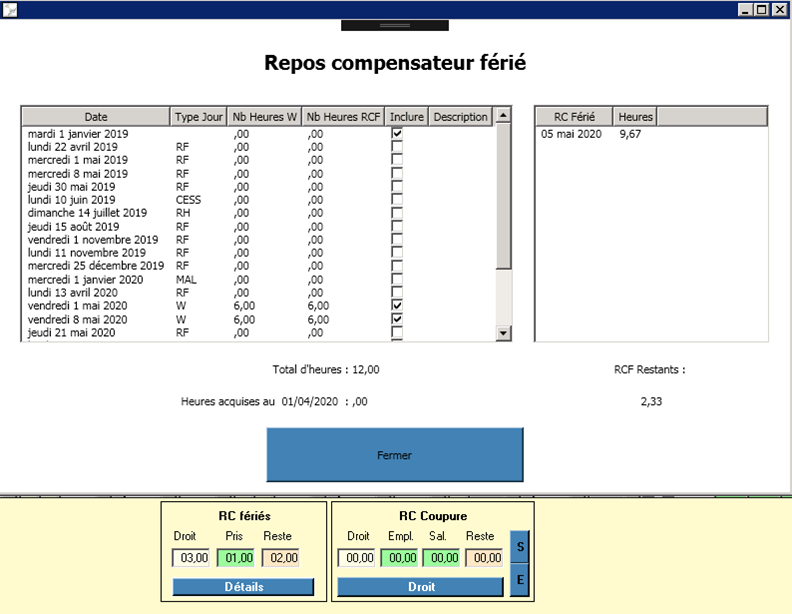 Repos compensateur férié
Date Type Jour Nb Heures W Nb Heures RCF Inclure Description
mardi 1 janvier 2019 ,00 ,00
lundi 22 avril 2019 RF ,00 ,00
mercredi 1 mai 2019 RF ,00 ,00
mercredi 8 mai 2019 RF ,00 ,00
jeudi 30 mai 2019 RF ,00 ,00
lundi 10 juin 2019 CESS ,00 ,00
dimanche 14 juillet 2019 RH ,00 ,00
jeudi 15 août 2019 RF ,00 ,00
vendredi 1 novembre 2019 RF ,00 ,00
lundi 11 novembre 2019 RF ,00 ,00
mercredi 25 décembre 2019 RF ,00 ,00
mercredi 1 janvier 2020 MAL ,00 ,00
lundi 13 avril 2020 RF ,00 ,00
vendredi 1 mai 2020 W 6,00 6,00
vendredi 8 mai 2020 W 6,00 6,00
jeudi 21 mai 2020 RF ,00 ,00
RC Férié Heures
05 mai 2020 9,67
Total d'heures : 12,00
RCF Restants :
Heures acquises au 01/04/2020 : ,00
2,33
Fermer
RC fériés
Droit Pris Reste
03,00 01,00 02,00
Détails
RC Coupure
Droit Empl. Sal. Reste
00,00 00,00 00,00 00,00
Droit
S
E